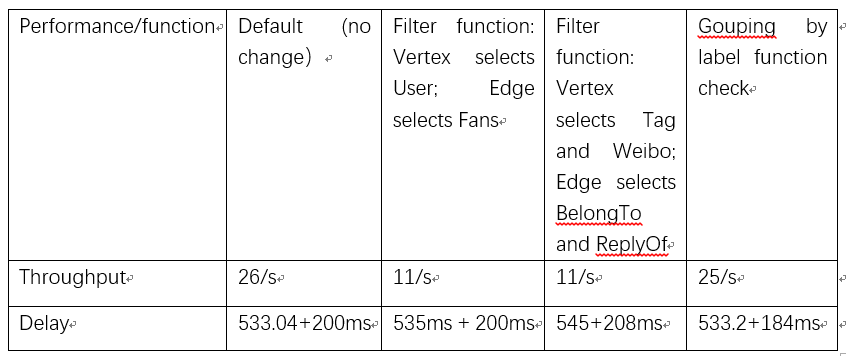 Performance/function
Default (no
change）
Filter function:
Vertex selects
User; Edge
selects Fans
Filter
function:
Vertex
selects Tag
and Weibo;
Edge selects
BelongTo
and ReplyOf
Gouping by
label function
check
Throughput
26/s
11/s
11/s
25/s
Delay
533.04+200ms
535ms + 200ms
545+208ms
533.2+184ms